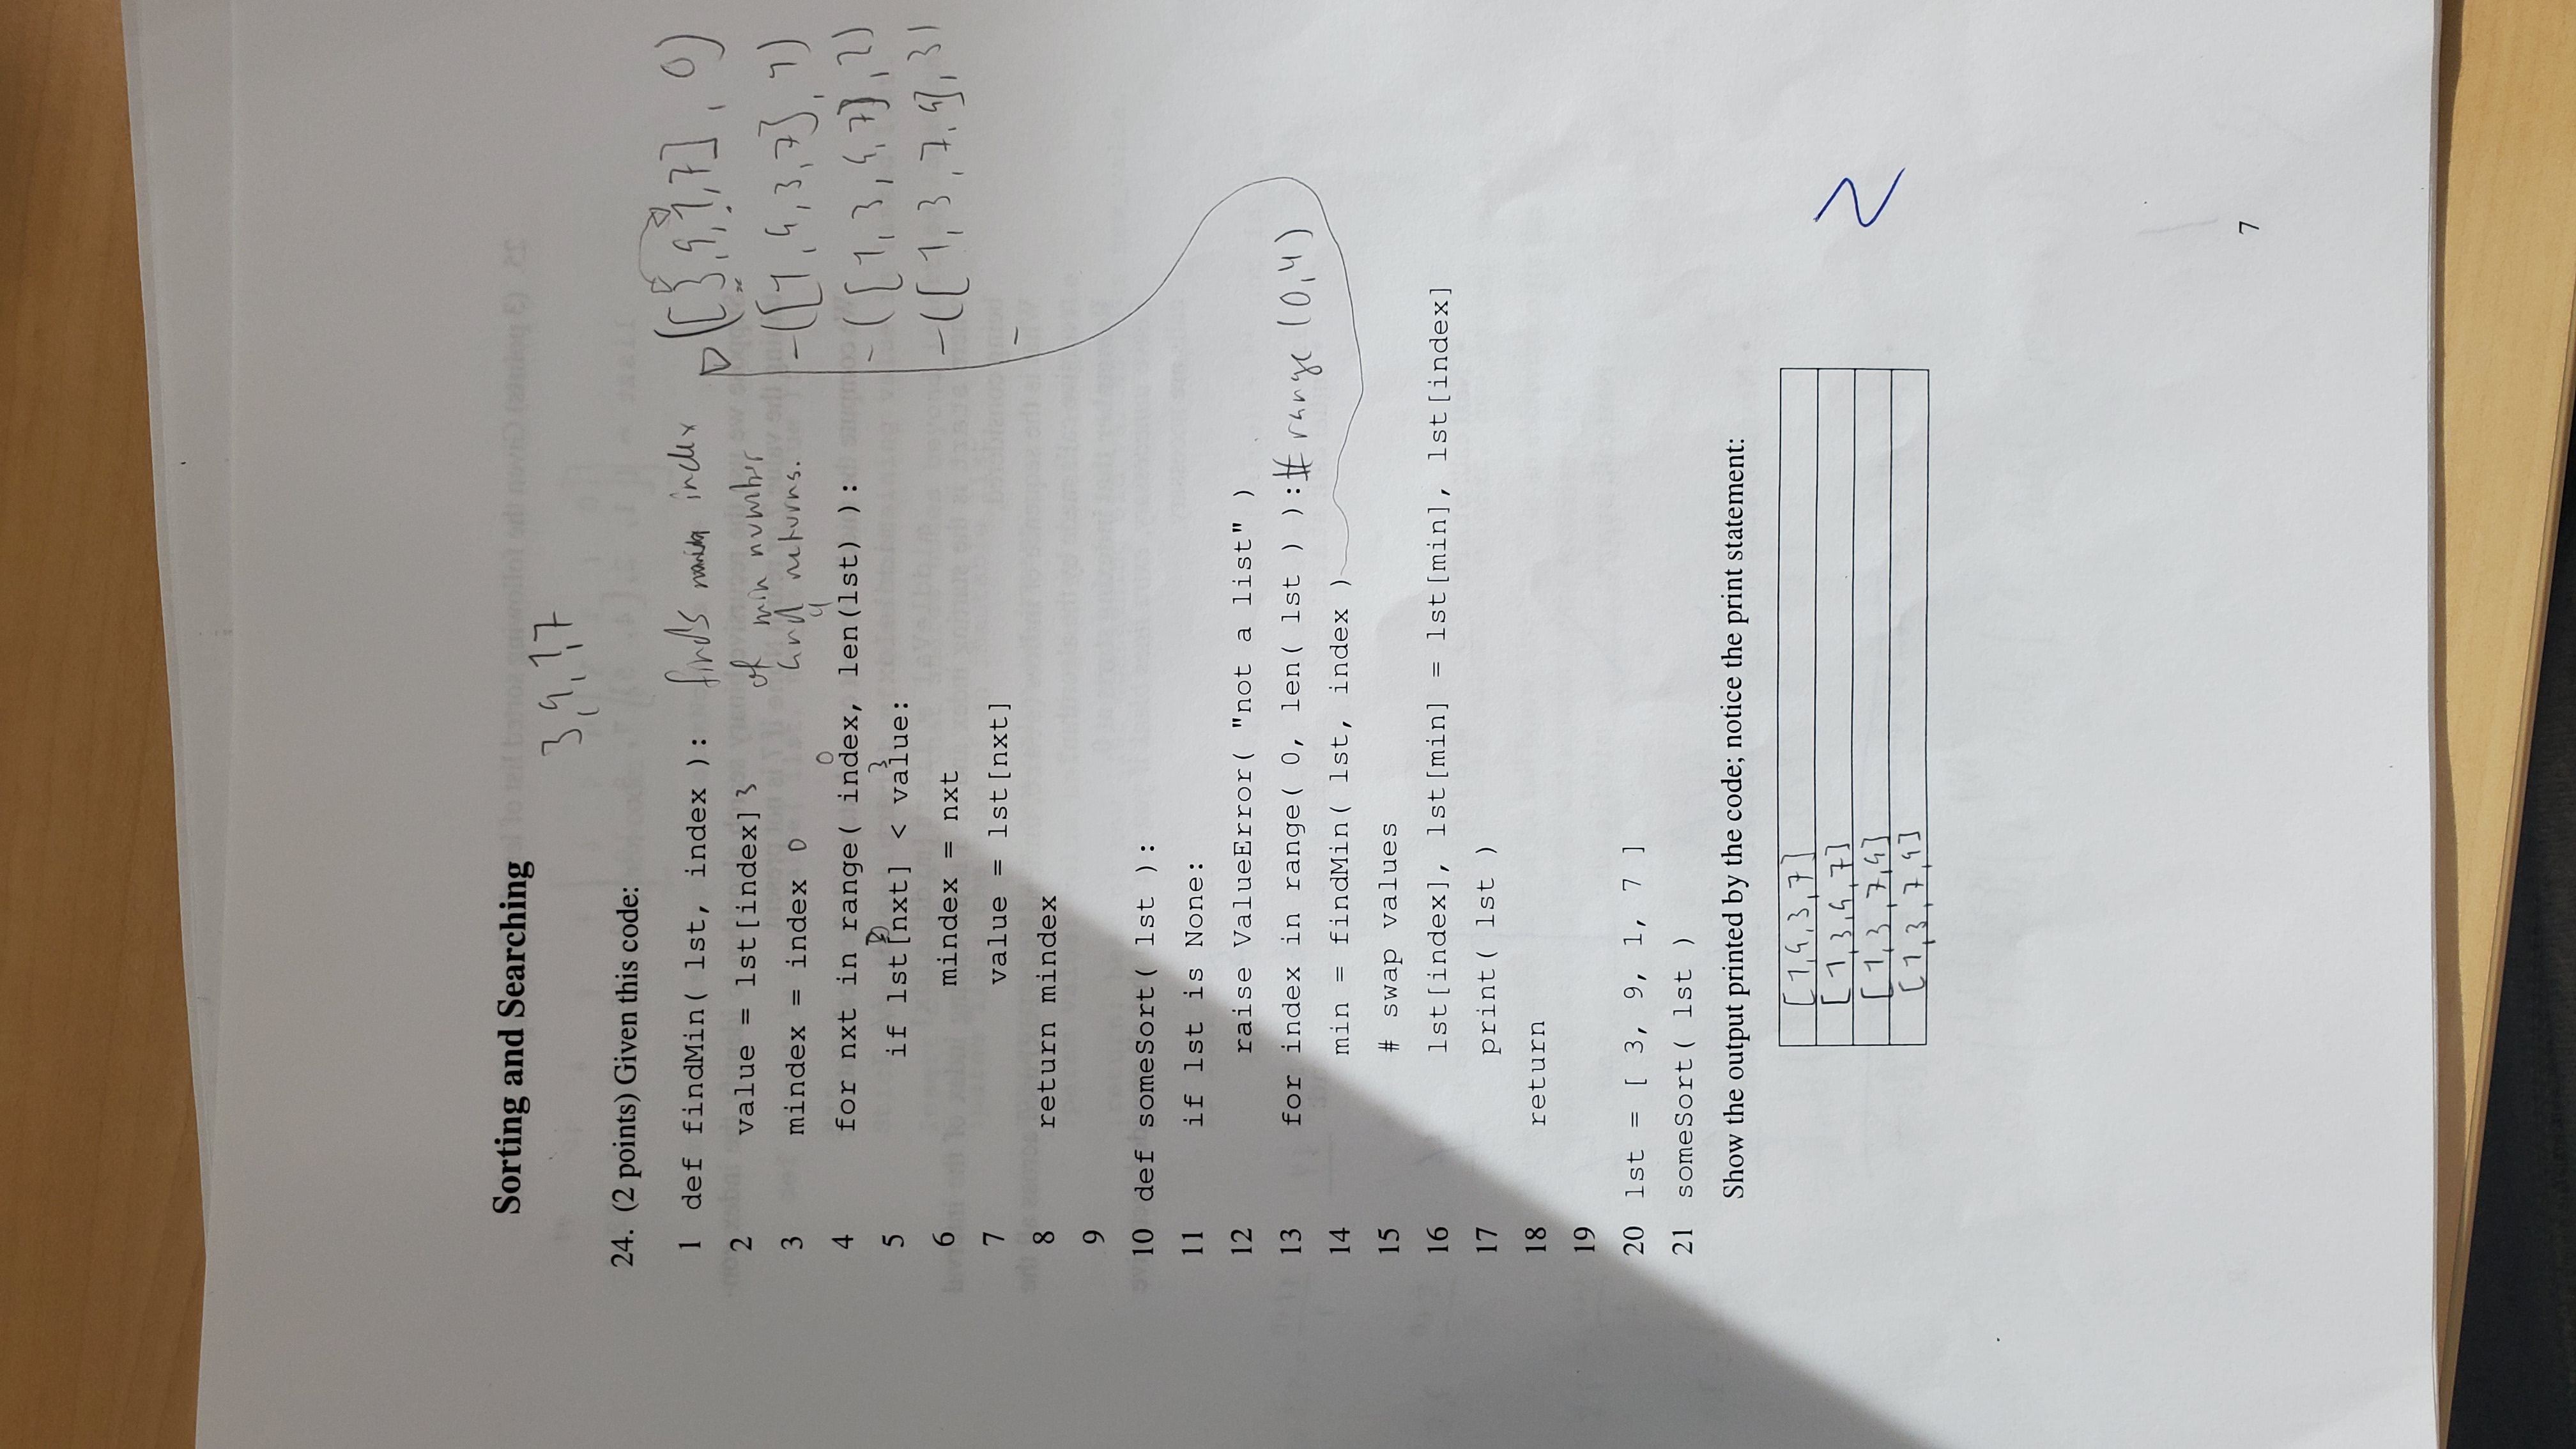 Sorting and Searching
3,9,1,7
24. (2 points) Given this code:
1 def findMin( lst, index ): finds index
2 value = lst[index] 3 of min number
3 mindex = index 0 and returns.
0 4
4 for nxt in range( index, len(lst) ):
0 3
5 if lst[nxt] < value:
6 mindex = nxt
7 value = lst[nxt]
8 return mindex
9
([3,9,1,7], 0)
-([1,9,3,7], 1)
-([1,3,9,7], 2)
-([1,3,7,9], 3)
-
10 def someSort( lst ):
11 if lst is None:
12 raise ValueError( "not a list" )
13 for index in range( 0, len( lst ) ): # range (0,4)
14 min = findMin( lst, index )
15 # swap values
16 lst[index], lst[min] = lst[min], lst[index]
17 print( lst )
18 return
19
20 lst = [ 3, 9, 1, 7 ]
21 someSort( lst )
Show the output printed by the code; notice the print statement:
[1,9,3,7]
[1,3,9,7]
[1,3,7,9]
[1,3,7,9]
2
7